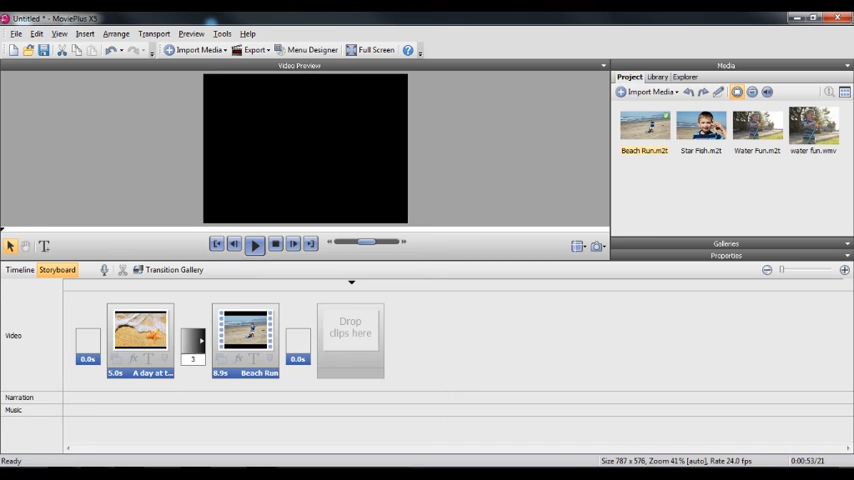 Untitled * - MoviePlus X5
File Edit View Insert Arrange Transport Preview Tools Help
Import Media Export Menu Designer Full Screen
Video Preview
Media
Project Library Explorer
Import Media
Beach Run.m2t Star Fish.m2t Water Fun.m2t water fun.wmv
Galleries
Properties
Timeline Storyboard Transition Gallery
Video
Drop
clips here
0.0s 3 0.0s
5.0s A day at t... 8.9s Beach Run
Narration
Music
Ready Size 787 x 576, Zoom 41% [auto], Rate 24.0 fps 0:00:53/21